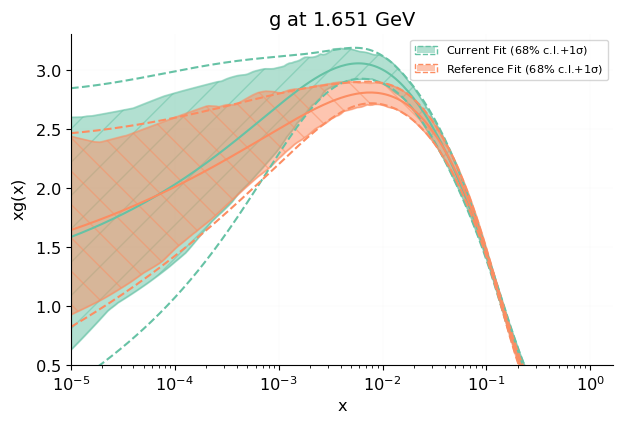 g at 1.651 GeV
Current Fit (68% c.l.+1σ)
Reference Fit (68% c.l.+1σ)
xg(x)
3.0
2.5
2.0
1.5
1.0
0.5
10⁻⁵ 10⁻⁴ 10⁻³ 10⁻² 10⁻¹ 10⁰
x